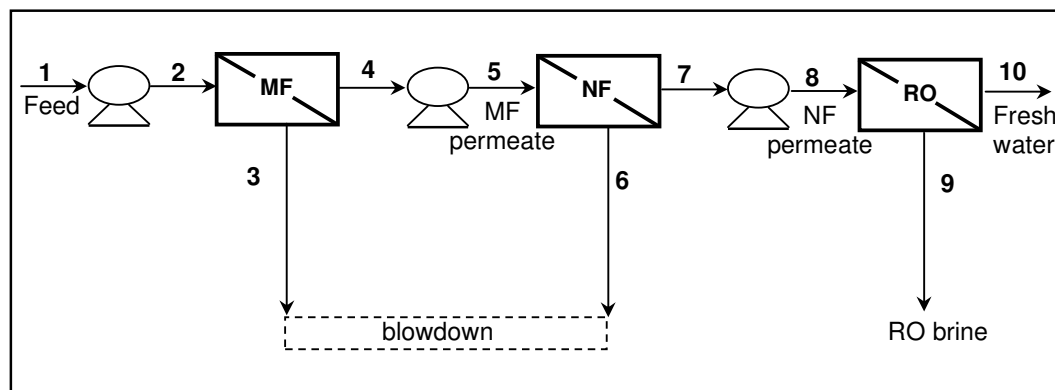 1 2 4 5 7 8 10
Feed MF NF RO
MF permeate
NF permeate
Fresh water
3 6 9
blowdown
RO brine